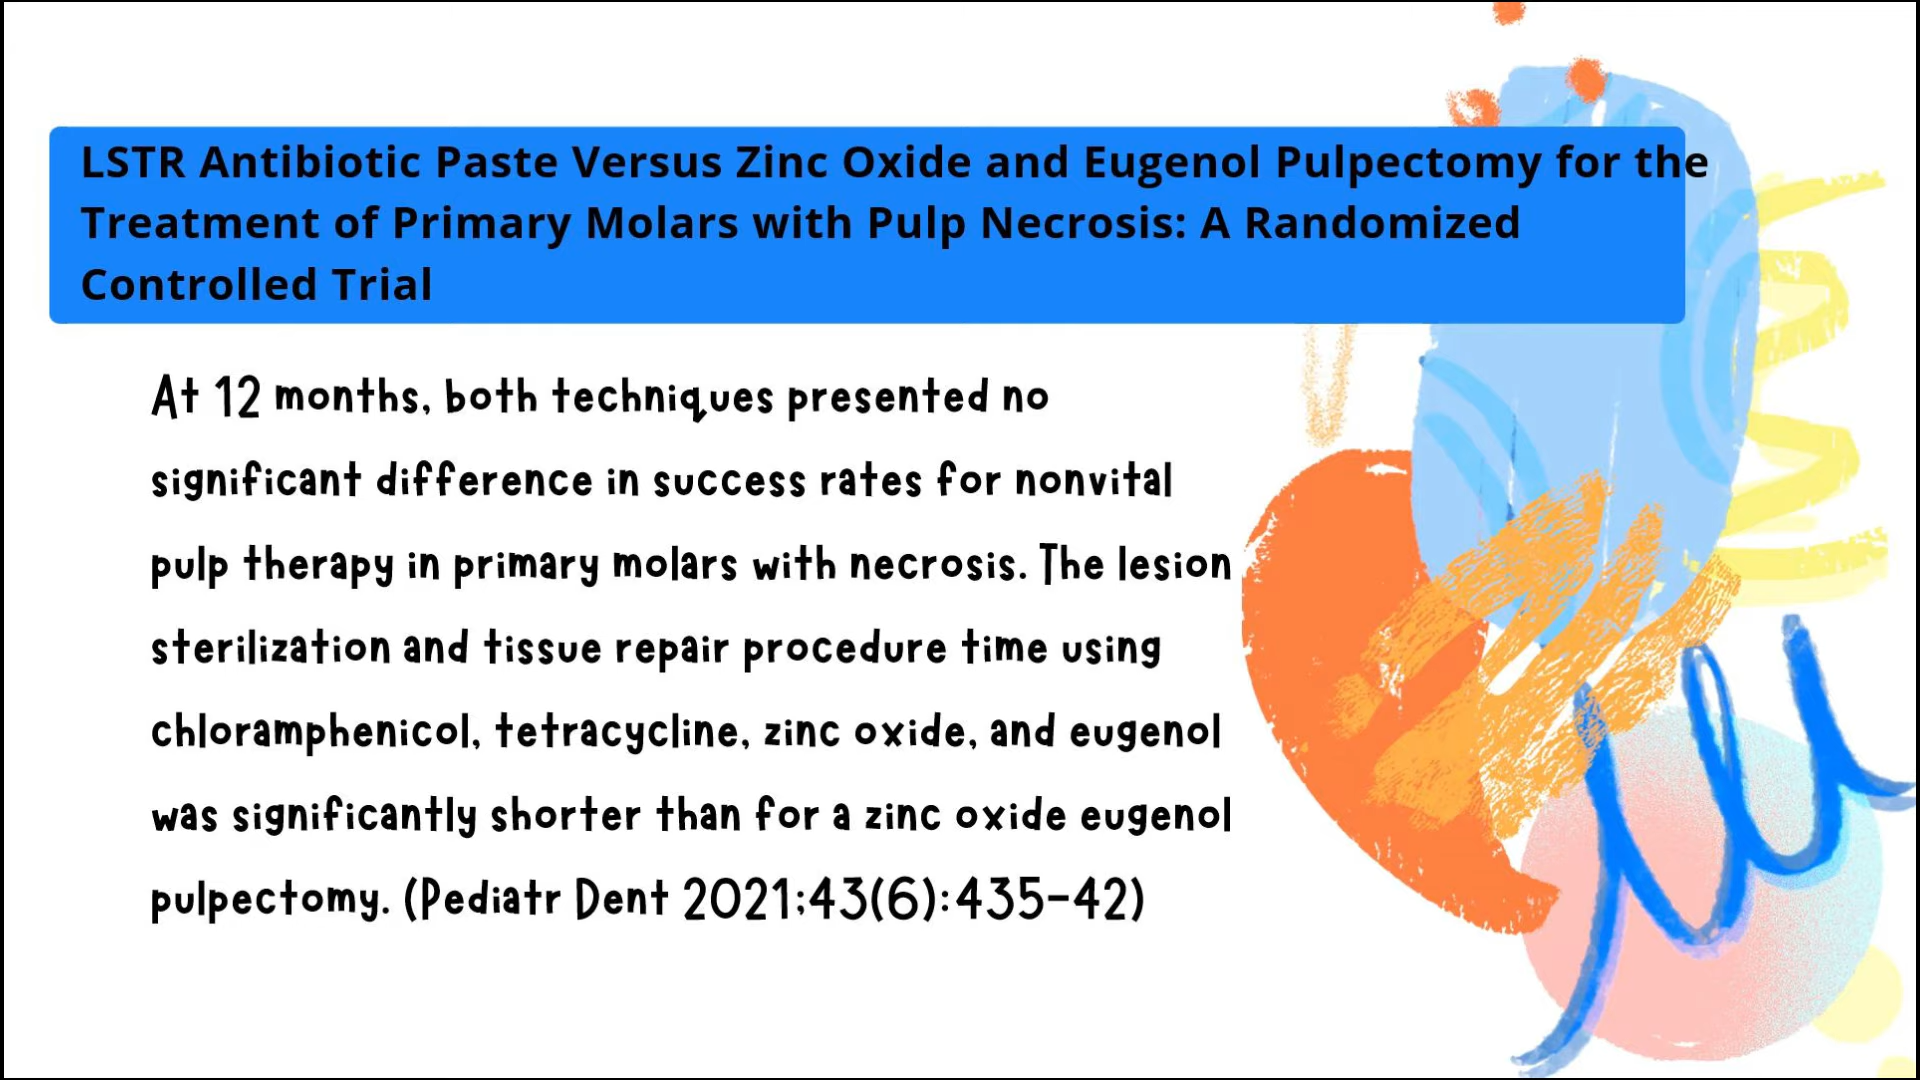 LSTR Antibiotic Paste Versus Zinc Oxide and Eugenol Pulpectomy for the
Treatment of Primary Molars with Pulp Necrosis: A Randomized
Controlled Trial
At 12 months, both techniques presented no
significant difference in success rates for nonvital
pulp therapy in primary molars with necrosis. The lesion
sterilization and tissue repair procedure time using
chloramphenicol, tetracycline, zinc oxide, and eugenol
was significantly shorter than for a zinc oxide eugenol
pulpectomy. (Pediatr Dent 2021;43(6):435-42)